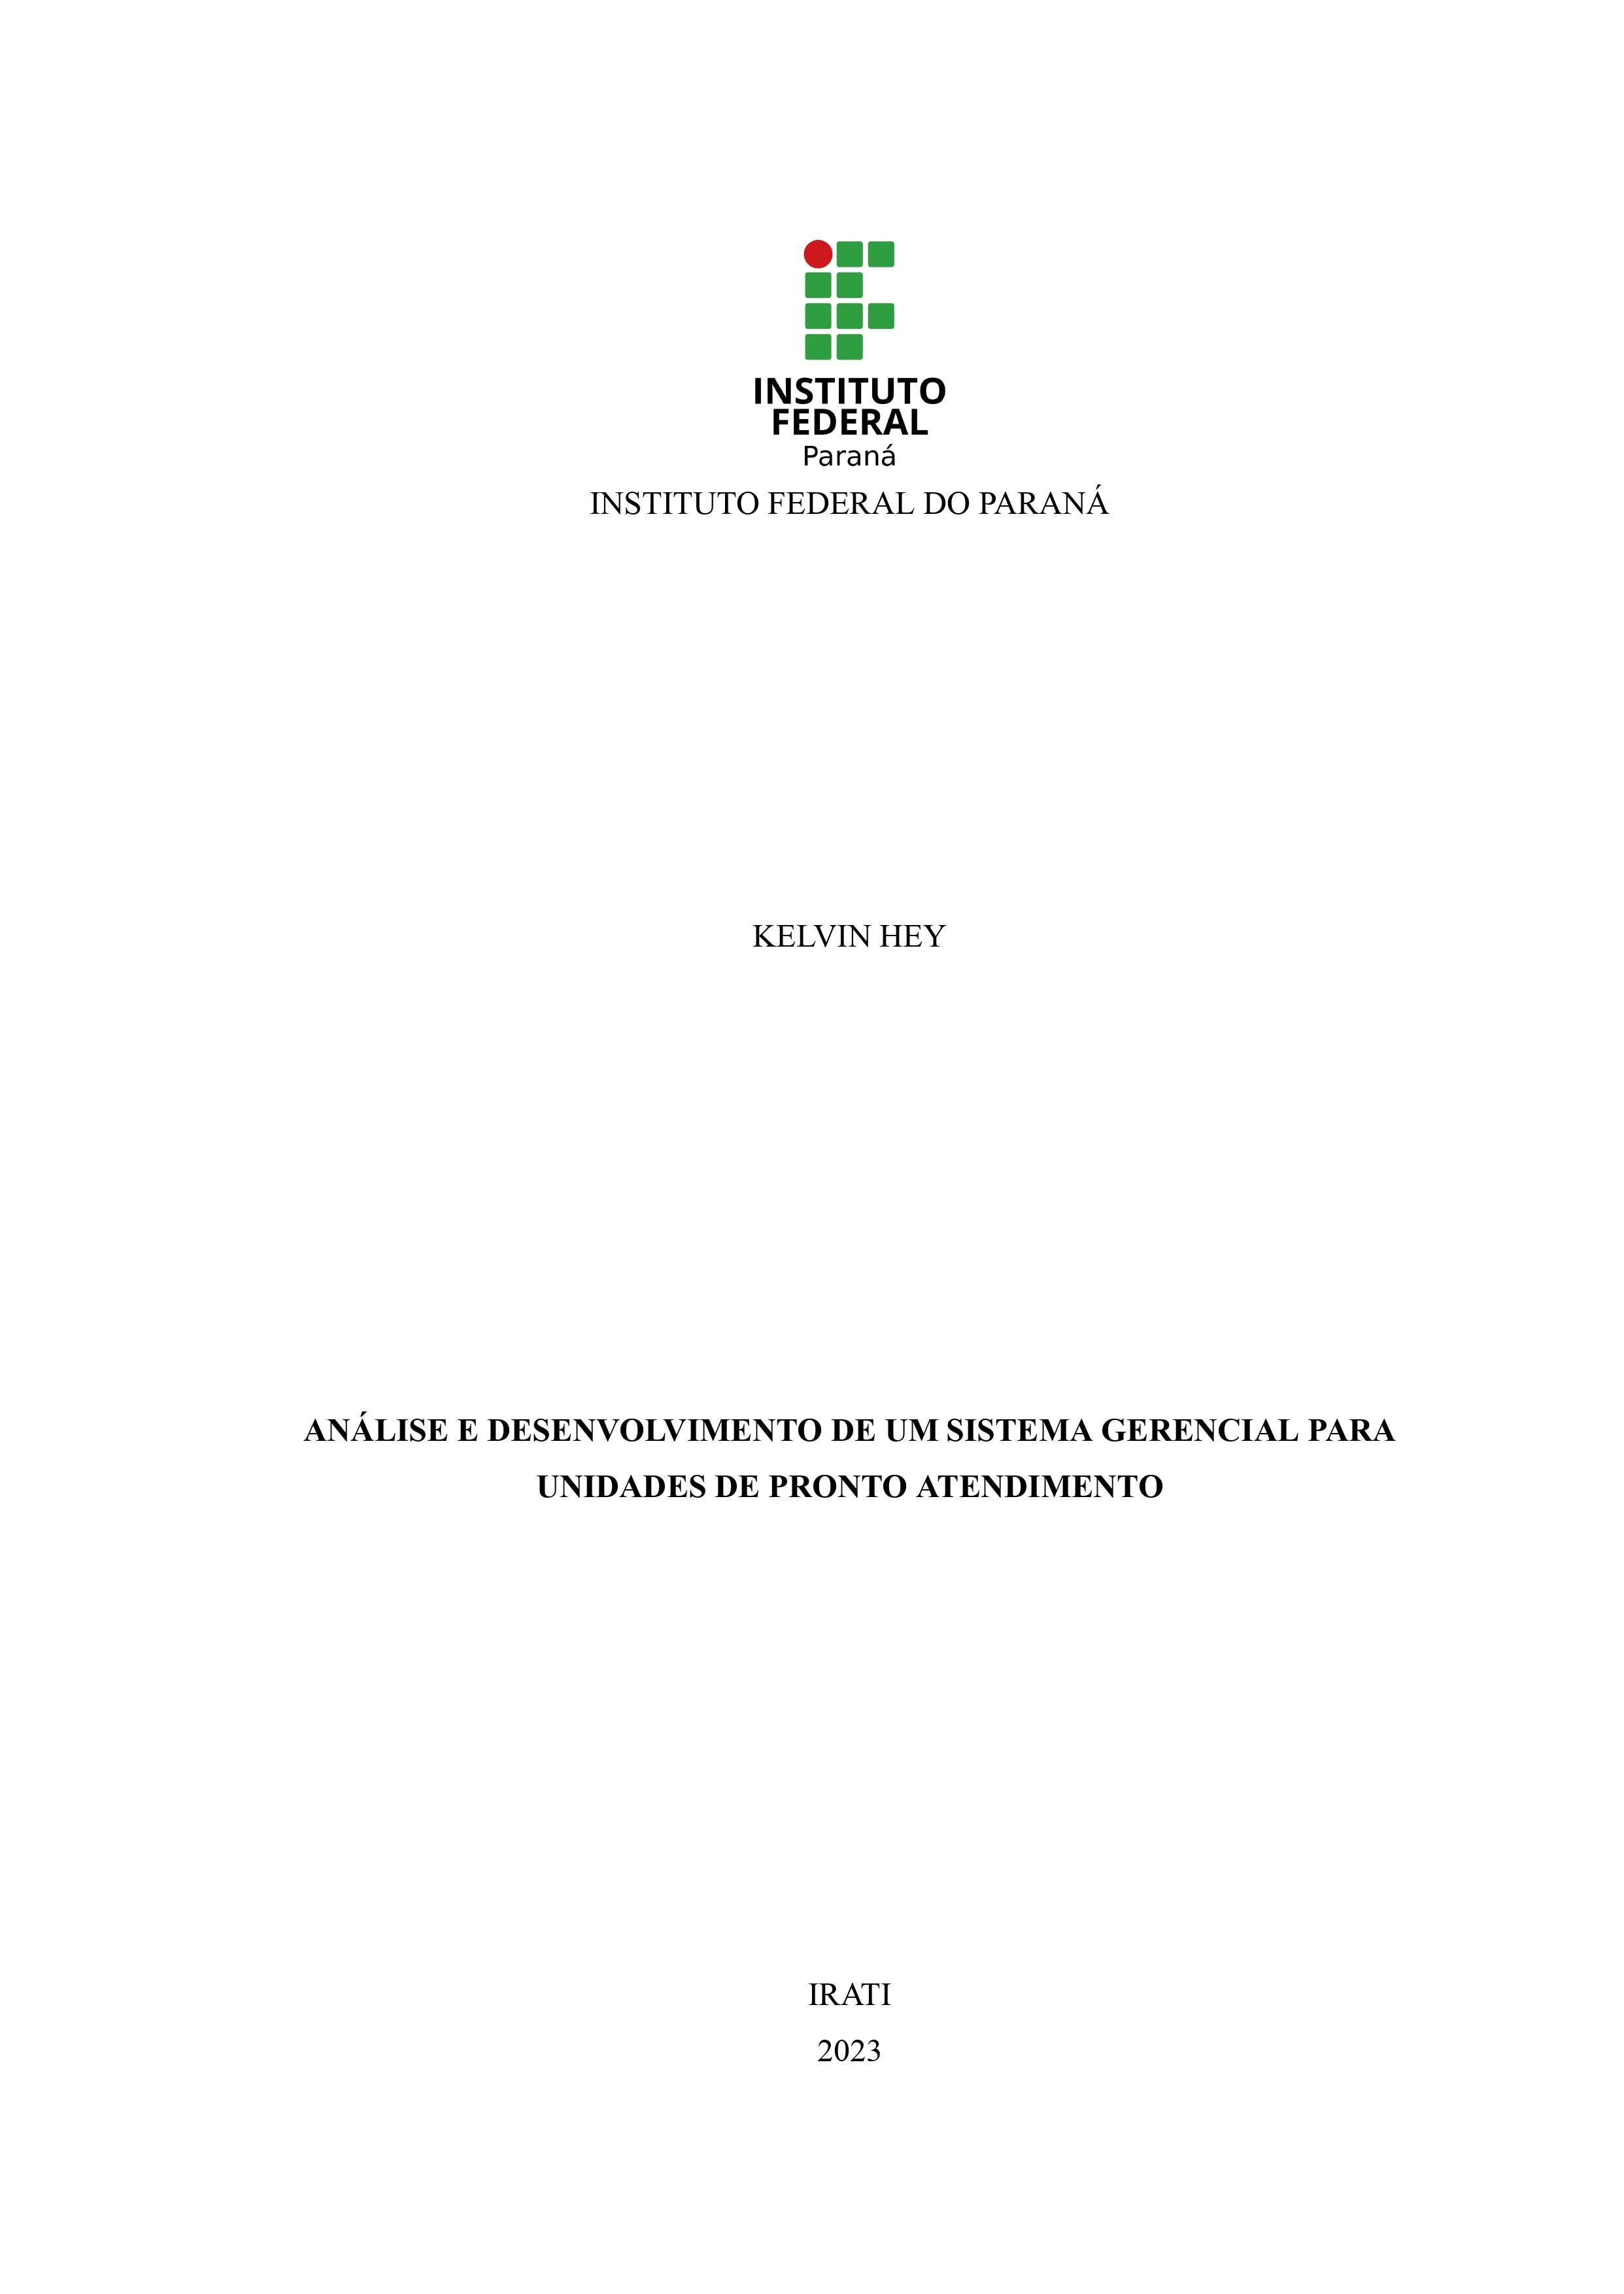 INSTITUTO
FEDERAL
Paraná
INSTITUTO FEDERAL DO PARANÁ
KELVIN HEY
ANÁLISE E DESENVOLVIMENTO DE UM SISTEMA GERENCIAL PARA
UNIDADES DE PRONTO ATENDIMENTO
IRATI
2023